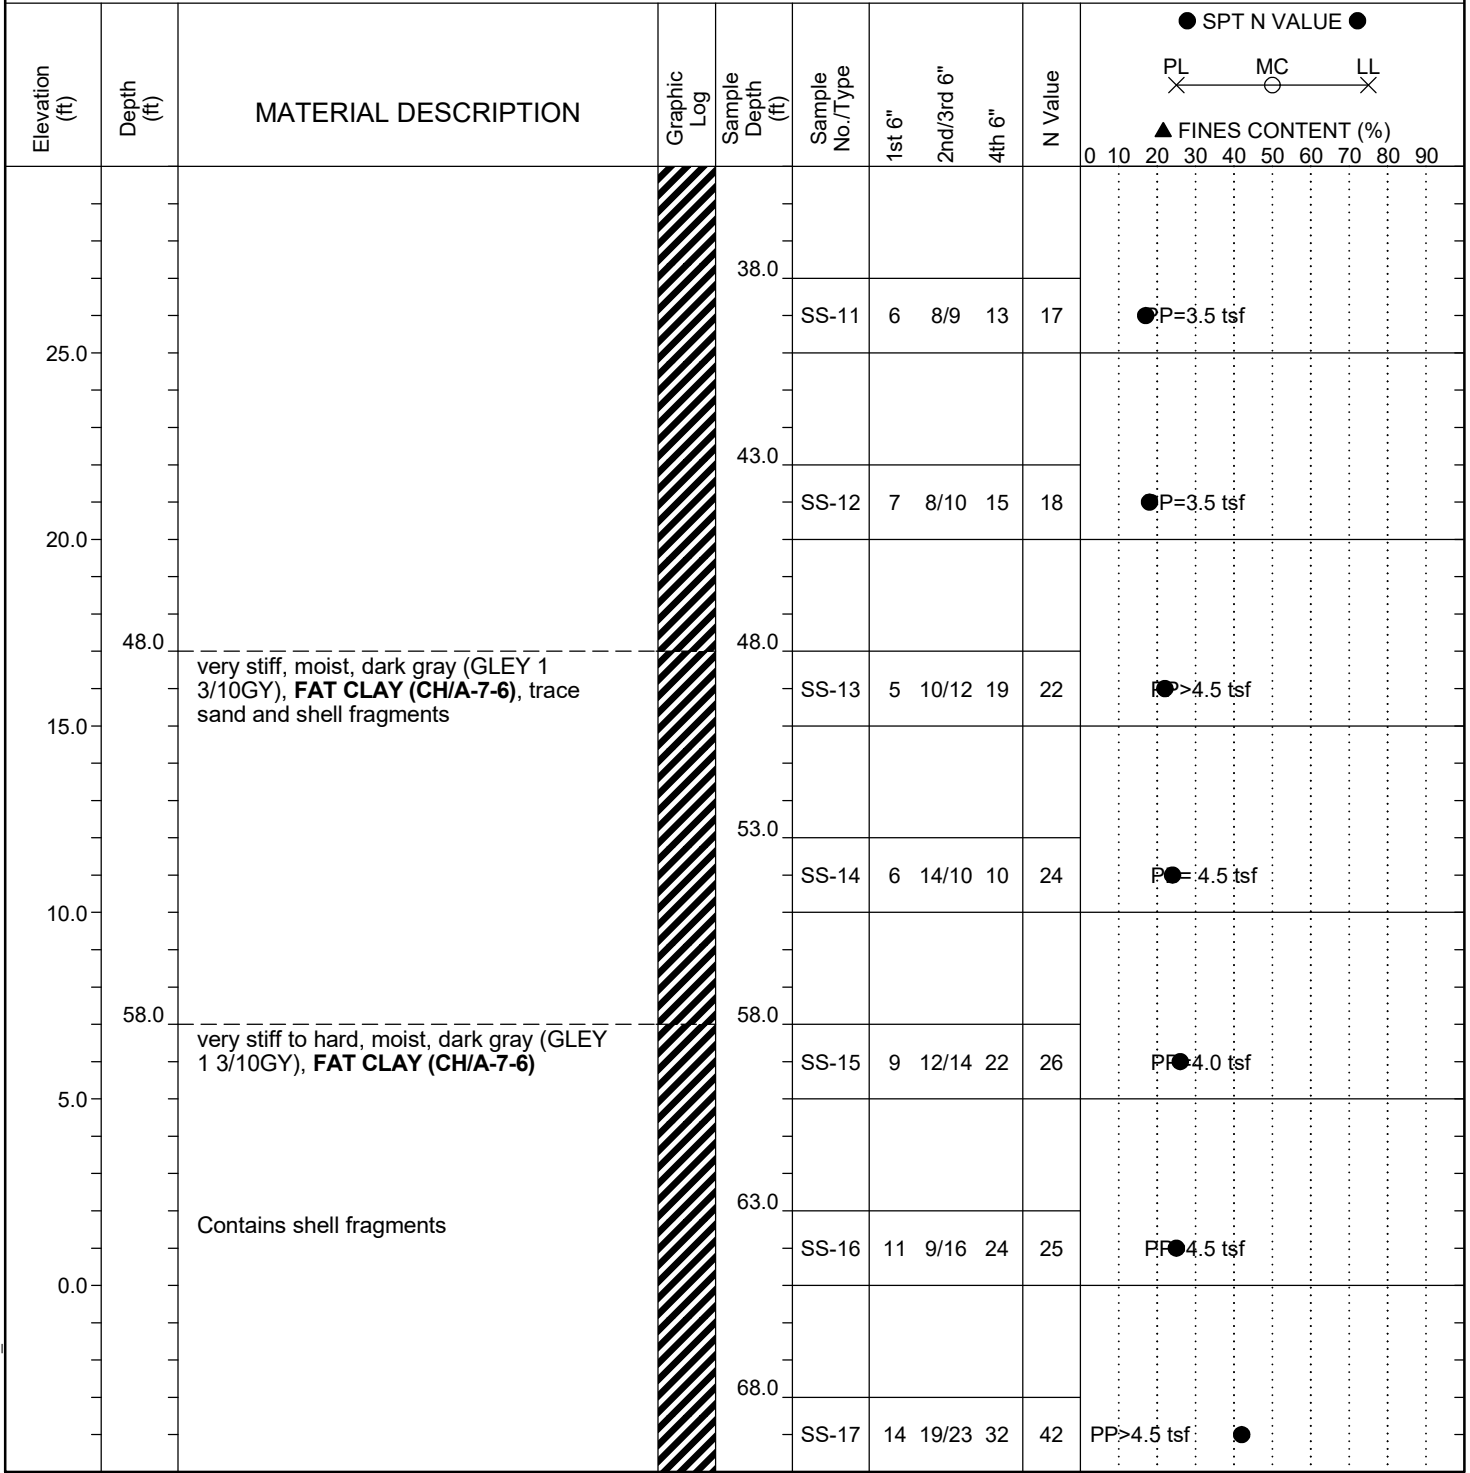 ● SPT N VALUE ●
PL MC LL
▲ FINES CONTENT (%)
0 10 20 30 40 50 60 70 80 90
Elevation
(ft)
Depth
(ft)
MATERIAL DESCRIPTION
Graphic
Log
Sample
Depth
(ft)
Sample
No./Type
1st 6"
2nd/3rd 6"
4th 6"
N Value
38.0
SS-11 6 8/9 13 17 PP=3.5 tsf
25.0
43.0
SS-12 7 8/10 15 18 PP=3.5 tsf
20.0
48.0 48.0
very stiff, moist, dark gray (GLEY 1
3/10GY), FAT CLAY (CH/A-7-6), trace
sand and shell fragments
SS-13 5 10/12 19 22 PP>4.5 tsf
15.0
53.0
SS-14 6 14/10 10 24 PP= 4.5 tsf
10.0
58.0 58.0
very stiff to hard, moist, dark gray (GLEY
1 3/10GY), FAT CLAY (CH/A-7-6)
SS-15 9 12/14 22 26 PP=4.0 tsf
5.0
63.0
Contains shell fragments
SS-16 11 9/16 24 25 4.5 tsf
0.0
68.0
SS-17 14 19/23 32 42 PP>4.5 tsf